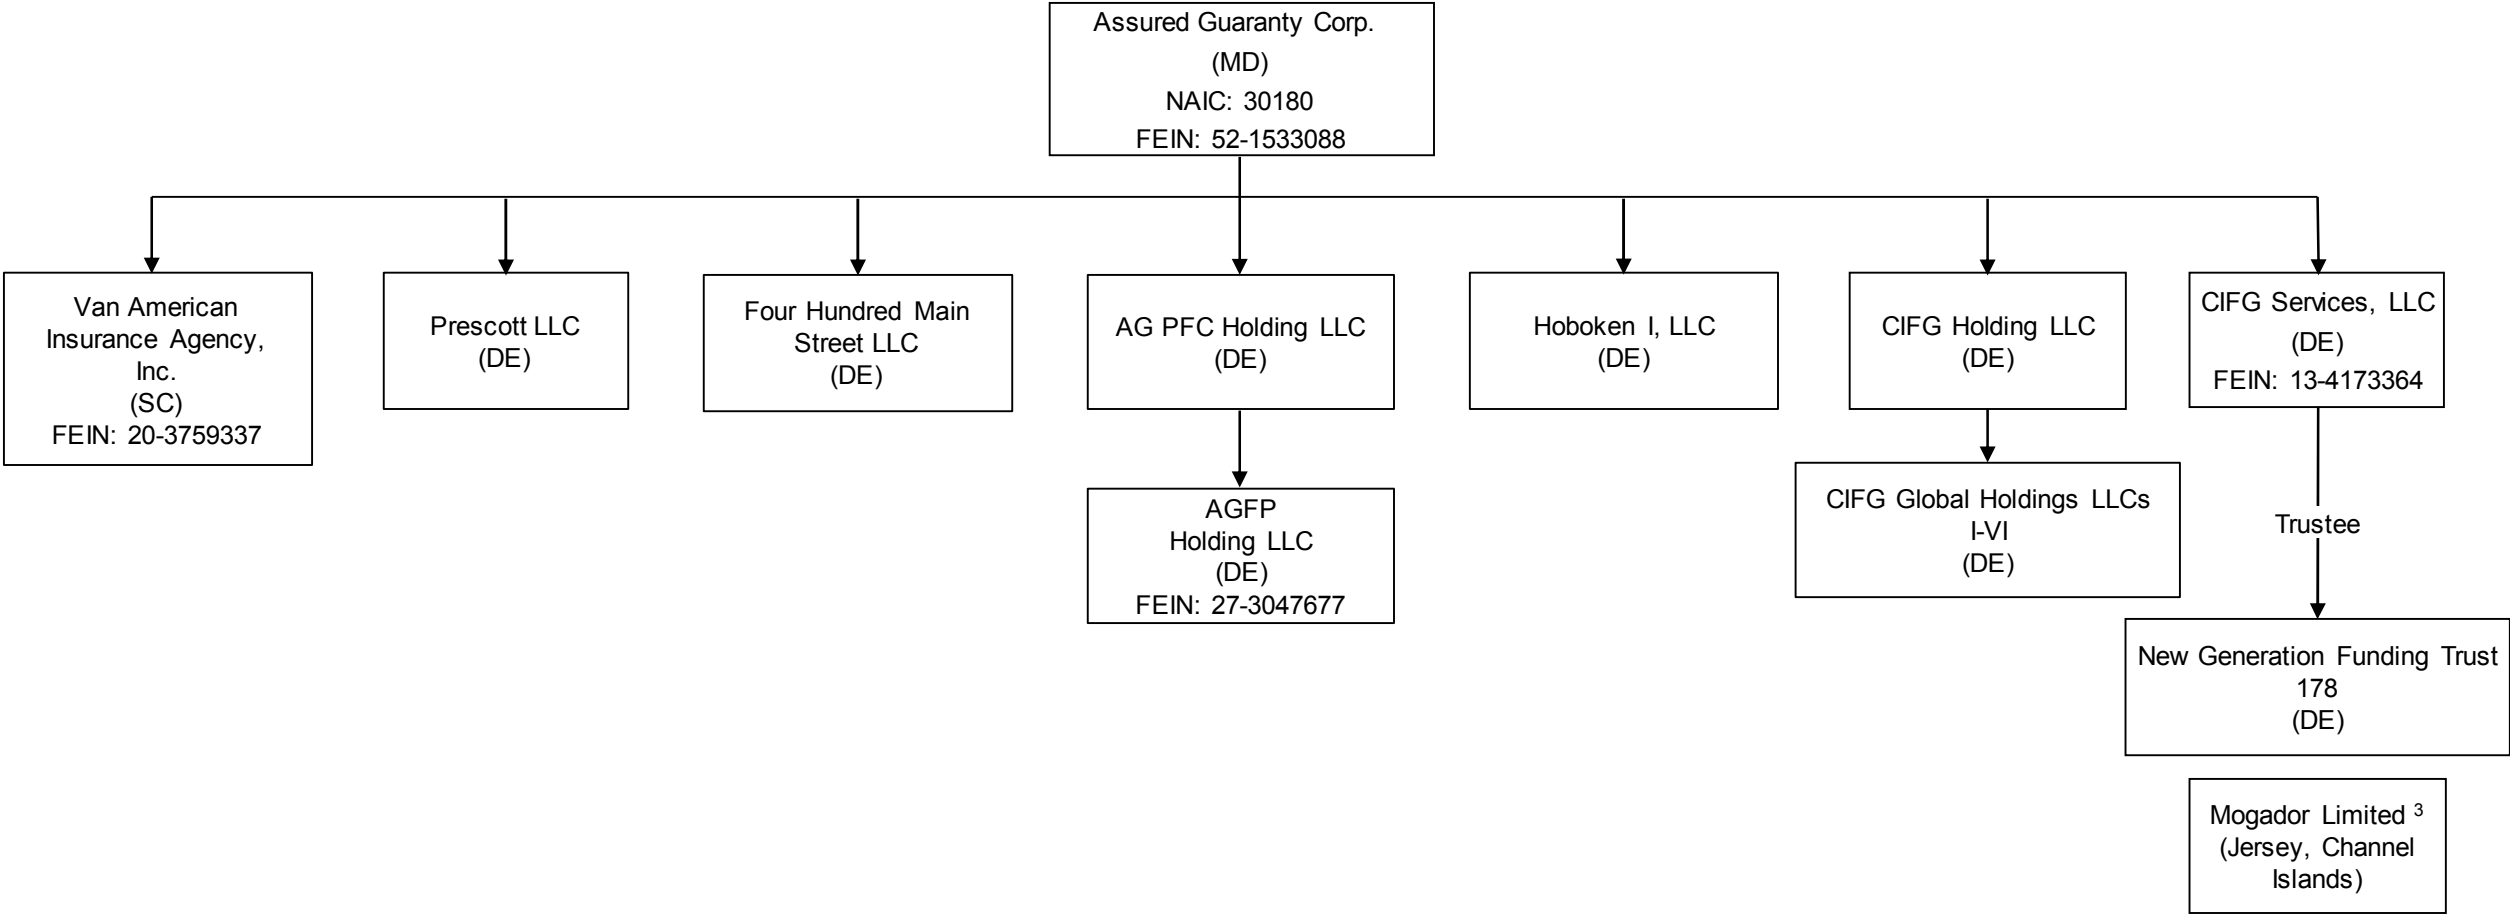 Assured Guaranty Corp.
(MD)
NAIC: 30180
FEIN: 52-1533088
Van American
Insurance Agency,
Inc.
(SC)
FEIN: 20-3759337
Prescott LLC
(DE)
Four Hundred Main
Street LLC
(DE)
AG PFC Holding LLC
(DE)
Hoboken I, LLC
(DE)
CIFG Holding LLC
(DE)
CIFG Services, LLC
(DE)
FEIN: 13-4173364
AGFP
Holding LLC
(DE)
FEIN: 27-3047677
CIFG Global Holdings LLCs
I-VI
(DE)
Trustee
New Generation Funding Trust
178
(DE)
Mogador Limited ³
(Jersey, Channel
Islands)